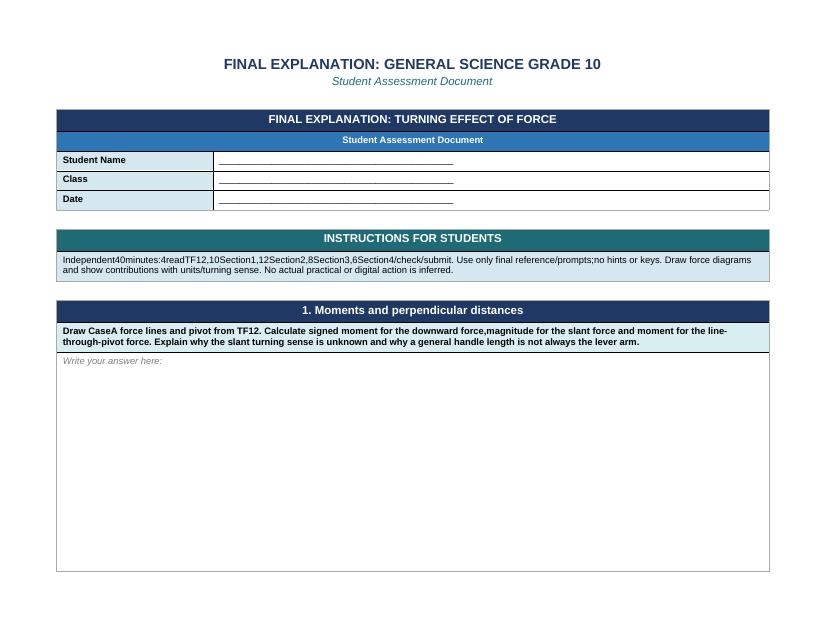 FINAL EXPLANATION: GENERAL SCIENCE GRADE 10
Student Assessment Document
FINAL EXPLANATION: TURNING EFFECT OF FORCE
Student Assessment Document
Student Name ___________________________________________
Class ___________________________________________
Date ___________________________________________
INSTRUCTIONS FOR STUDENTS
Independent40minutes:4readTF12,10Section1,12Section2,8Section3,6Section4/check/submit. Use only final reference/prompts;no hints or keys. Draw force diagrams
and show contributions with units/turning sense. No actual practical or digital action is inferred.
1. Moments and perpendicular distances
Draw CaseA force lines and pivot from TF12. Calculate signed moment for the downward force,magnitude for the slant force and moment for the line-
through-pivot force. Explain why the slant turning sense is unknown and why a general handle length is not always the lever arm.
Write your answer here: